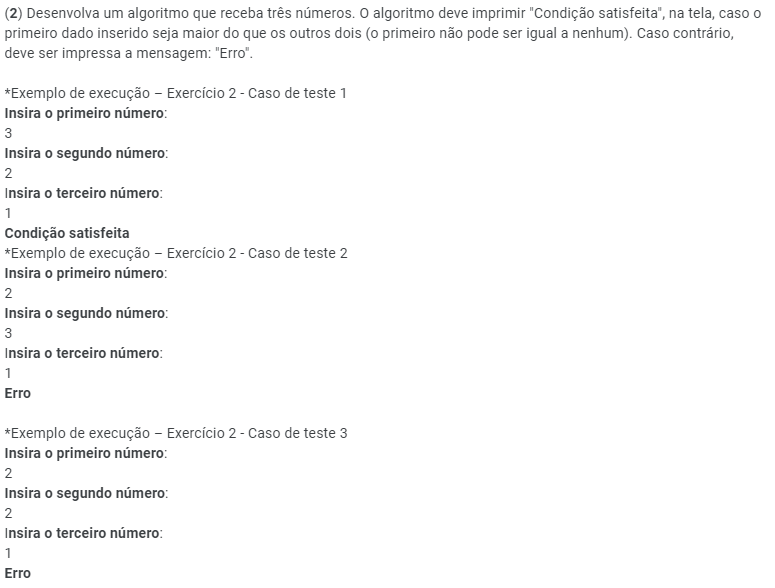 (2) Desenvolva um algoritmo que receba três números. O algoritmo deve imprimir "Condição satisfeita", na tela, caso o
primeiro dado inserido seja maior do que os outros dois (o primeiro não pode ser igual a nenhum). Caso contrário,
deve ser impressa a mensagem: "Erro".
*Exemplo de execução – Exercício 2 - Caso de teste 1
Insira o primeiro número:
3
Insira o segundo número:
2
Insira o terceiro número:
1
Condição satisfeita
*Exemplo de execução – Exercício 2 - Caso de teste 2
Insira o primeiro número:
2
Insira o segundo número:
3
Insira o terceiro número:
1
Erro
*Exemplo de execução – Exercício 2 - Caso de teste 3
Insira o primeiro número:
2
Insira o segundo número:
2
Insira o terceiro número:
1
Erro